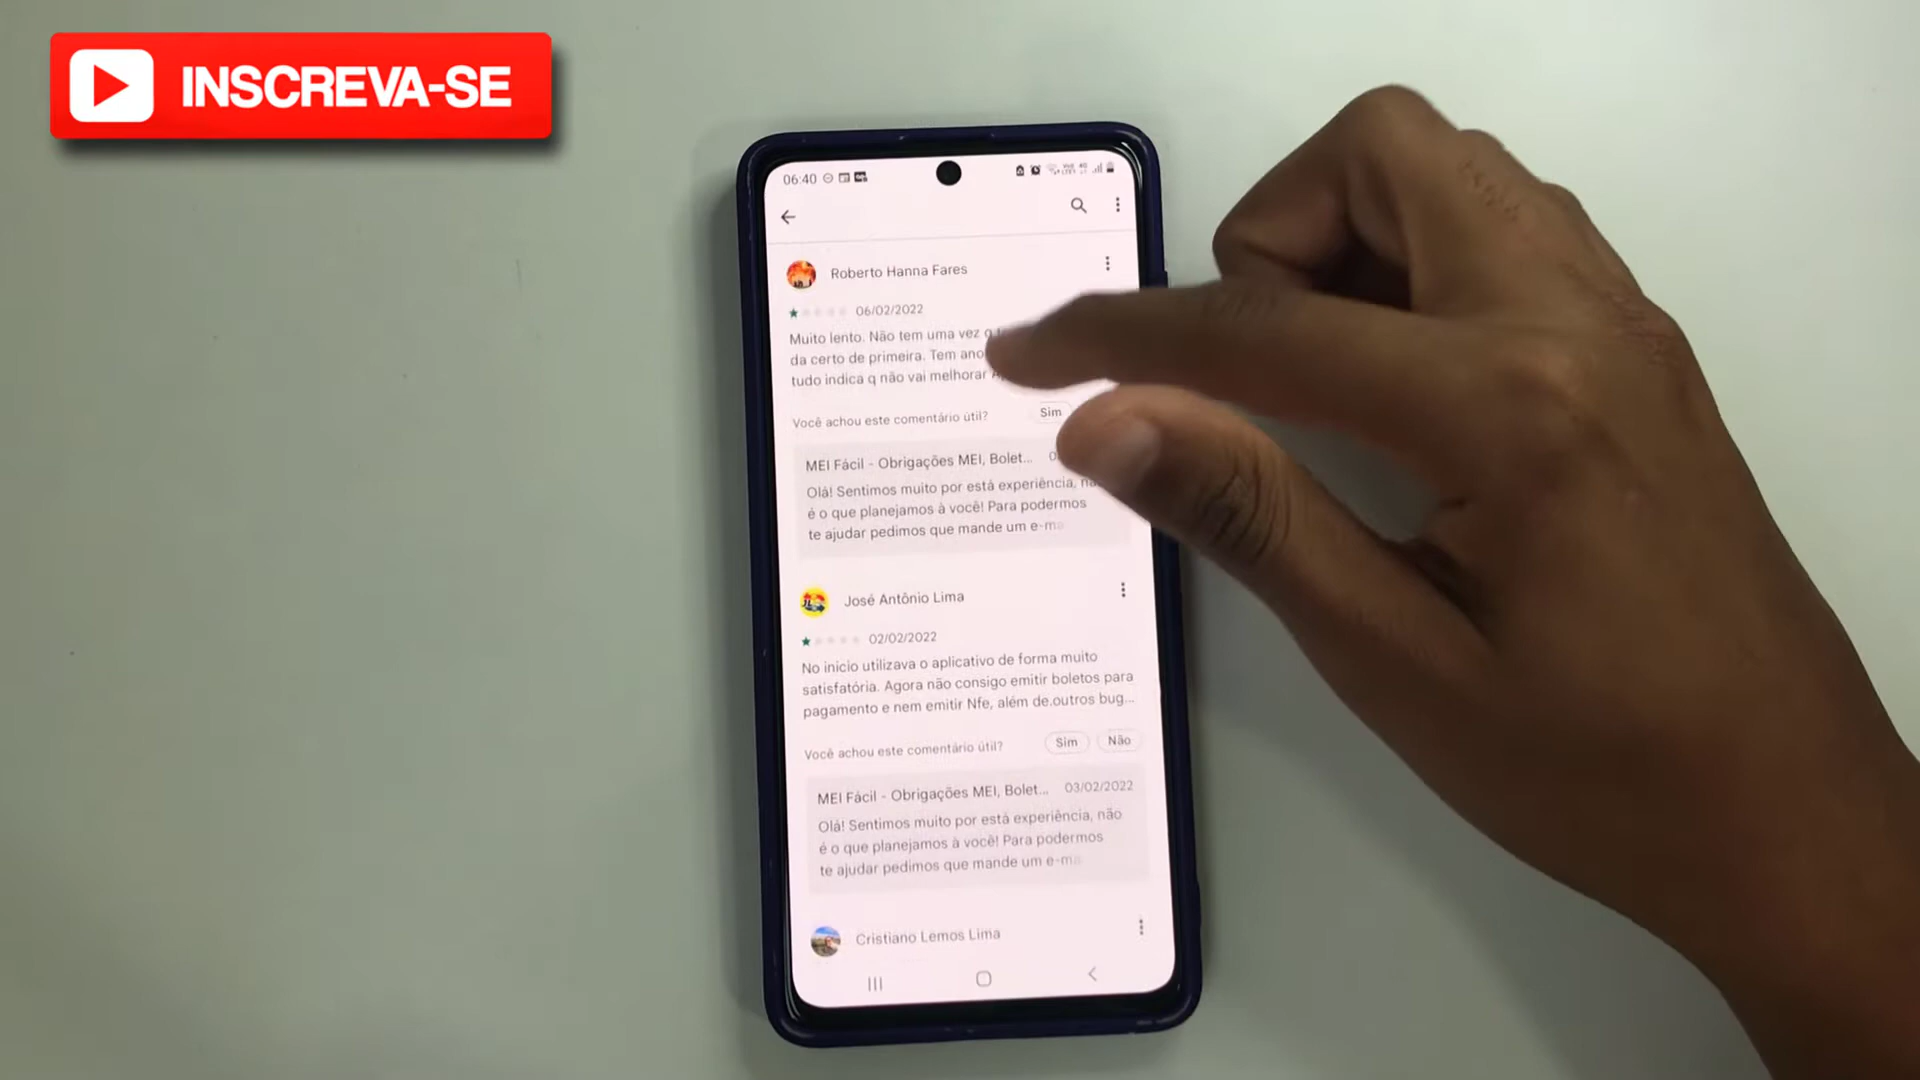 INSCREVA-SE
06:40
Roberto Hanna Fares
06/02/2022
Muito lento. Não tem uma vez q
da certo de primeira. Tem
tudo indica q não vai melhorar
Você achou este comentário útil?
Sim
MEI Fácil - Obrigações MEI, Bolet...
Olá! Sentimos muito por está experiência,
é o que planejamos à você! Para podermos
te ajudar pedimos que mande um e-ma
José Antônio Lima
02/02/2022
No inicio utilizava o aplicativo de forma muito
satisfatória. Agora não consigo emitir boletos para
pagamento e nem emitir Nfe, além de.outros bug...
Você achou este comentário útil?
Sim
Não
MEI Fácil - Obrigações MEI, Bolet...
03/02/2022
Olá! Sentimos muito por está experiência, não
é o que planejamos à você! Para podermos
te ajudar pedimos que mande um e-ma
Cristiano Lemos Lima